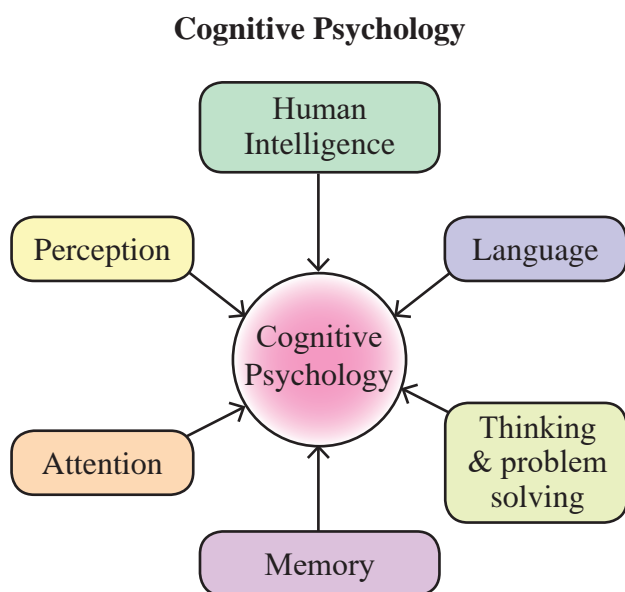 Cognitive Psychology
Human
Intelligence
Perception
Language
Cognitive
Psychology
Attention
Thinking
& problem
solving
Memory